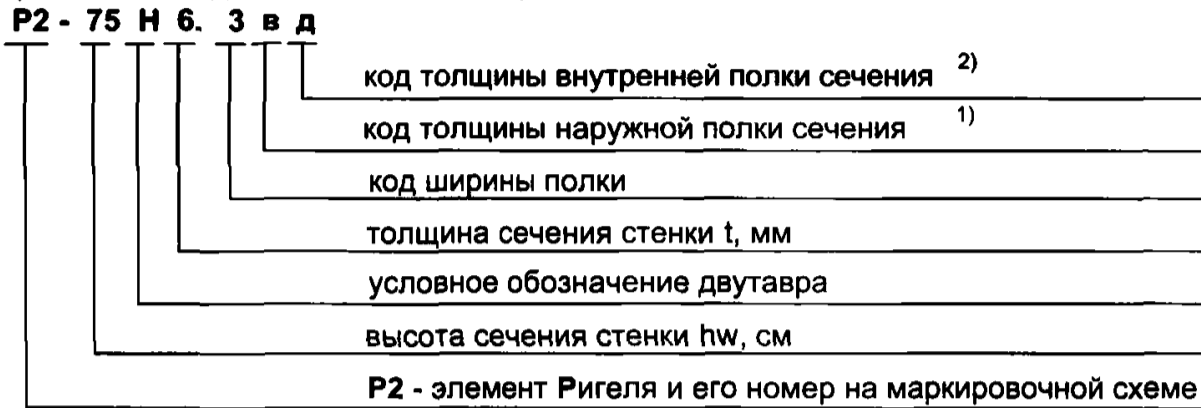 Р2 - 75 Н 6. 3 в д
код толщины внутренней полки сечения 2)
код толщины наружной полки сечения 1)
код ширины полки
толщина сечения стенки t, мм
условное обозначение двутавра
высота сечения стенки hw, см
Р2 - элемент Ригеля и его номер на маркировочной схеме